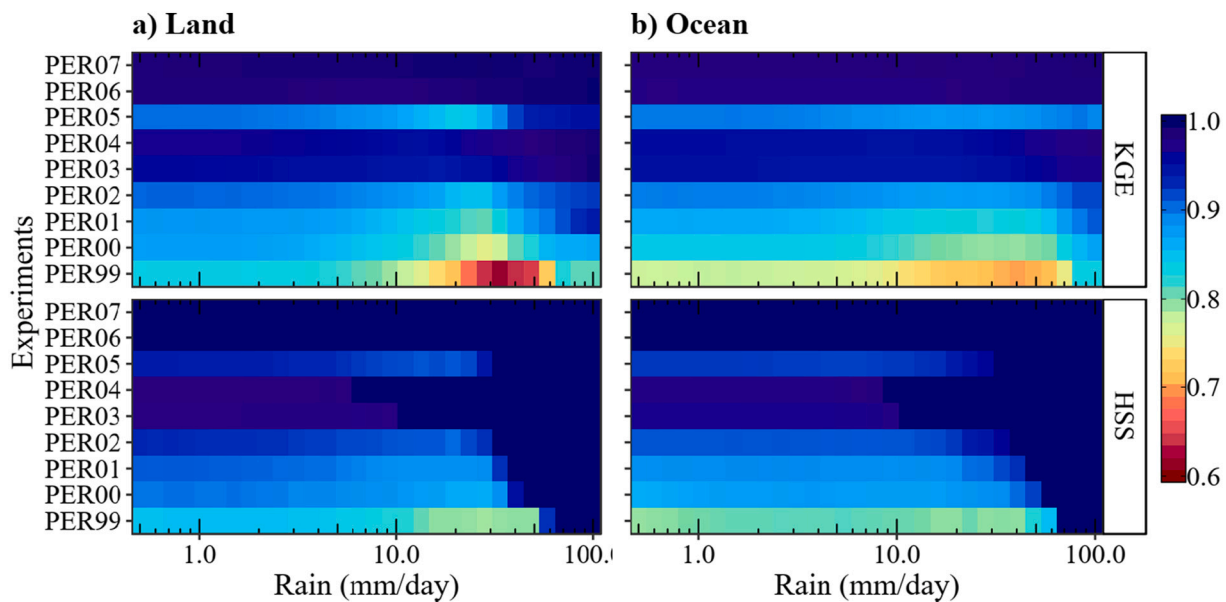 a) Land
b) Ocean
Experiments
PER07
PER06
PER05
PER04
PER03
PER02
PER01
PER00
PER99
KGE
PER07
PER06
PER05
PER04
PER03
PER02
PER01
PER00
PER99
HSS
1.0
0.9
0.8
0.7
0.6
1.0 10.0 100.(
1.0 10.0 100.0
Rain (mm/day)
Rain (mm/day)